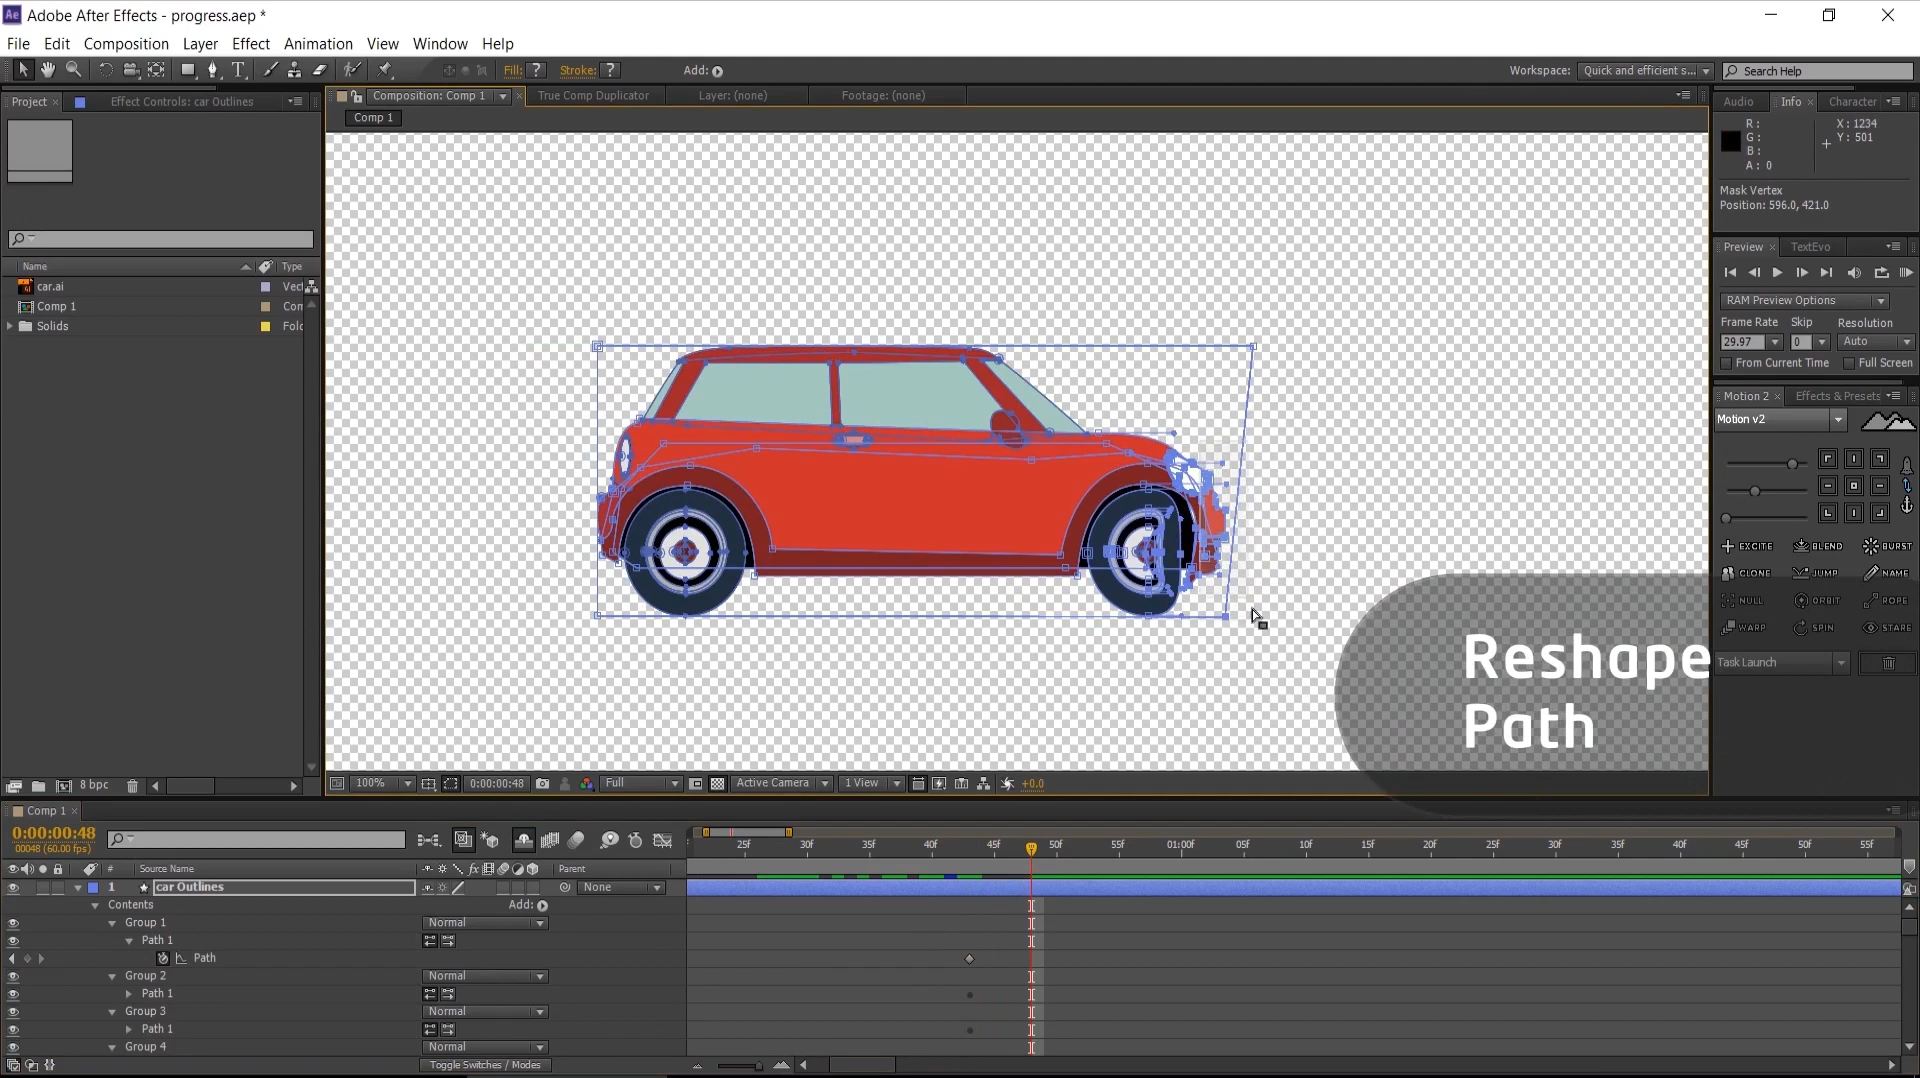 Ae Adobe After Effects - progress.aep *
File Edit Composition Layer Effect Animation View Window Help
Fill: ? Stroke: ? Add: Workspace: Quick and efficient s... Search Help
Project Effect Controls: car Outlines
Composition: Comp 1 True Comp Duplicator Layer: (none) Footage: (none)
Audio Info Character
Comp 1
R : X : 1234
G : Y : 501
B :
A : 0
Mask Vertex
Position: 596.0, 421.0
Name Type
car.ai Vec
Comp 1 Con
Solids Fold
Preview TextEvo
RAM Preview Options
Frame Rate Skip Resolution
29.97 0 Auto
From Current Time Full Screen
Motion 2 Effects & Presets
Motion v2
EXCITE BLEND BURST
CLONE JUMP NAME
NULL ORBIT ROPE
WARP SPIN STARE
Task Launch
Reshape
Path
8 bpc
100% 0:00:00:48 Full Active Camera 1 View +0.0
Comp 1
0:00:00:48
00048 (60.00 fps)
25f 30f 35f 40f 45f 50f 55f 01:00f 05f 10f 15f 20f 25f 30f 35f 40f 45f 50f 55f
# Source Name fx Parent
1 car Outlines None
Contents Add:
Group 1 Normal
Path 1
Path
Group 2 Normal
Path 1
Group 3 Normal
Path 1
Group 4 Normal
Toggle Switches / Modes